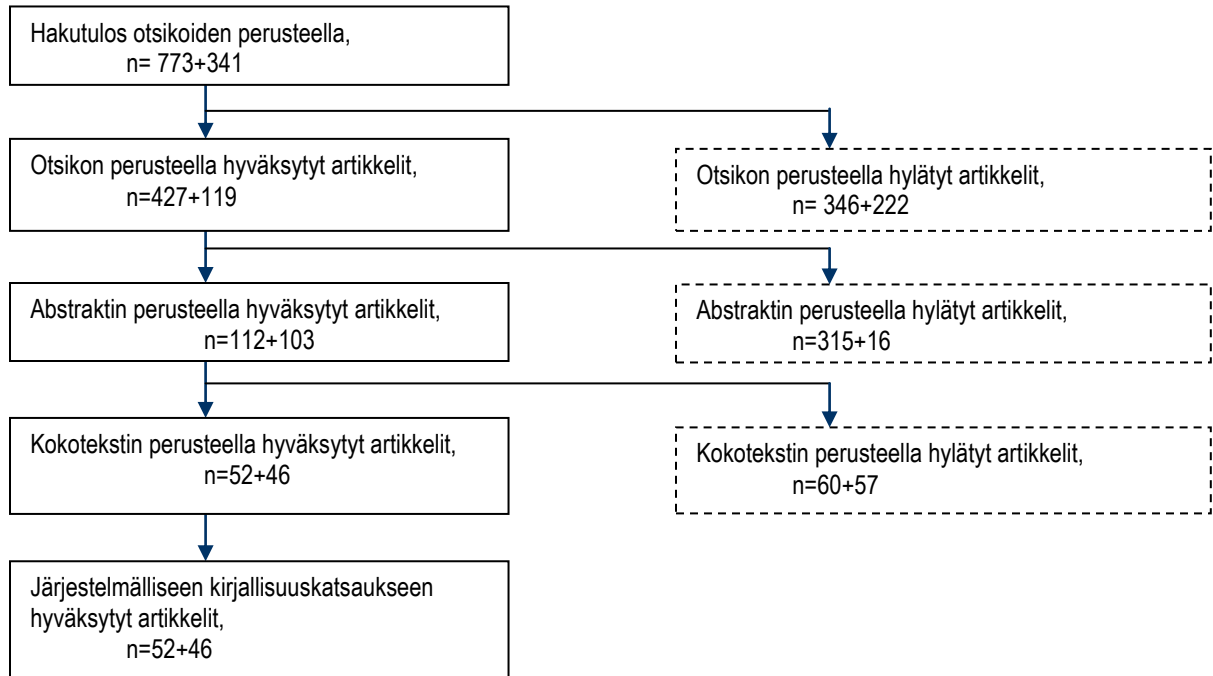 Hakutulos otsikoiden perusteella,
n= 773+341
Otsikon perusteella hyväksytyt artikkelit,
n=427+119
Otsikon perusteella hylätyt artikkelit,
n= 346+222
Abstraktin perusteella hyväksytyt artikkelit,
n=112+103
Abstraktin perusteella hylätyt artikkelit,
n=315+16
Kokotekstin perusteella hyväksytyt artikkelit,
n=52+46
Kokotekstin perusteella hylätyt artikkelit,
n=60+57
Järjestelmälliseen kirjallisuuskatsaukseen
hyväksytyt artikkelit,
n=52+46